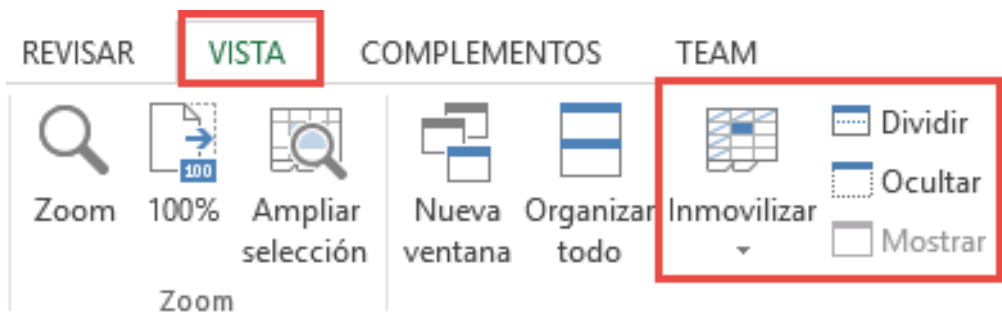 REVISAR VISTA COMPLEMENTOS TEAM
100
Zoom 100% Ampliar selección Nueva ventana Organizar todo Inmovilizar
Dividir
Ocultar
Mostrar
Zoom